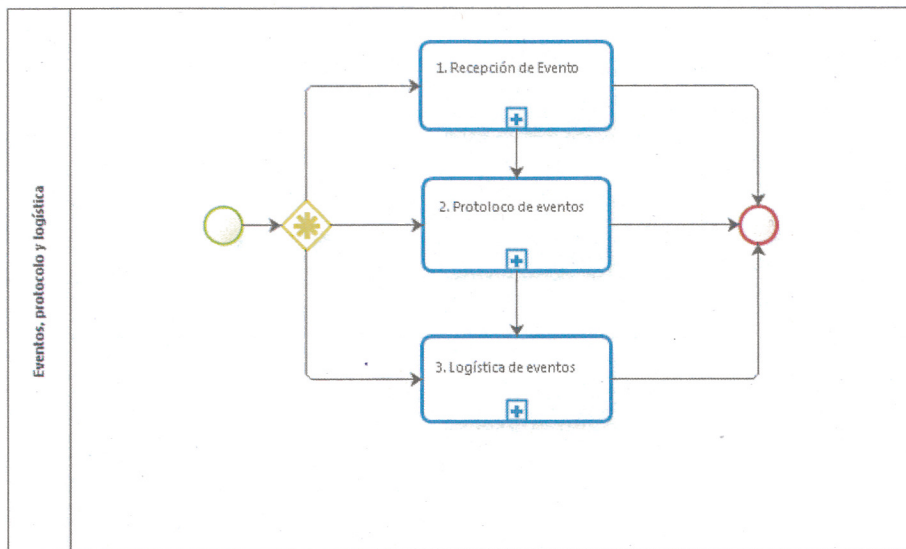 Eventos, protocolo y logística
1. Recepción de Evento
2. Protoloco de eventos
3. Logística de eventos